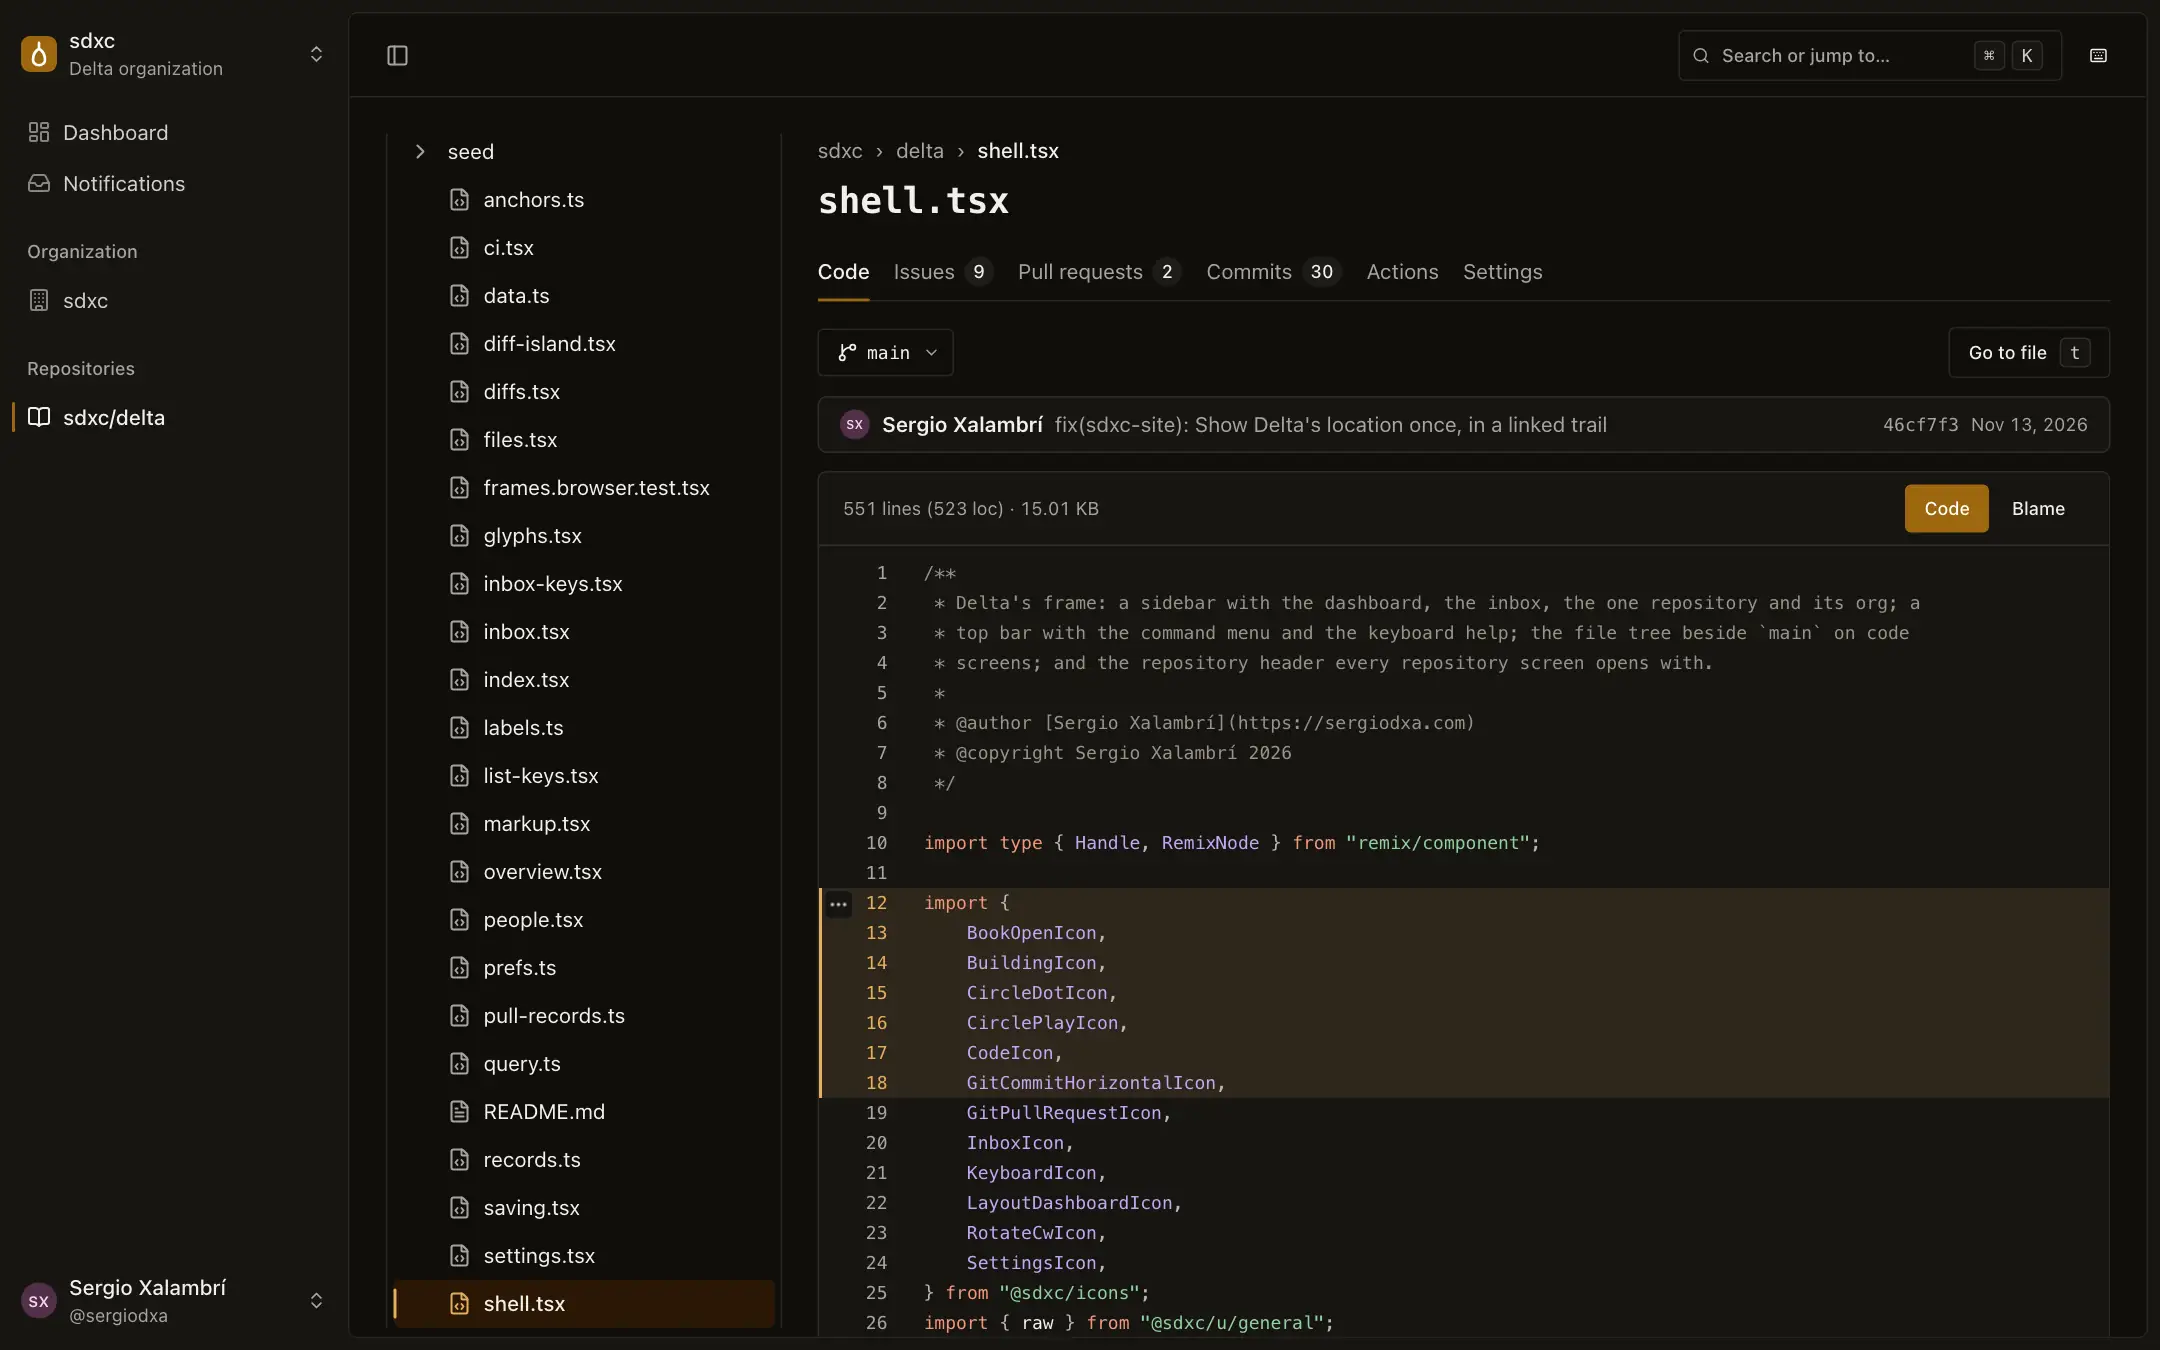 sdxc
Delta organization
Dashboard
Notifications
Organization
sdxc
Repositories
sdxc/delta
SX
Sergio Xalambrí
@sergiodxa
Search or jump to...
⌘ K
seed
anchors.ts
ci.tsx
data.ts
diff-island.tsx
diffs.tsx
files.tsx
frames.browser.test.tsx
glyphs.tsx
inbox-keys.tsx
inbox.tsx
index.tsx
labels.ts
list-keys.tsx
markup.tsx
overview.tsx
people.tsx
prefs.ts
pull-records.ts
query.ts
README.md
records.ts
saving.tsx
settings.tsx
shell.tsx
sdxc › delta › shell.tsx
shell.tsx
Code Issues 9 Pull requests 2 Commits 30 Actions Settings
main
Go to file t
SX Sergio Xalambrí fix(sdxc-site): Show Delta's location once, in a linked trail 46cf7f3 Nov 13, 2026
551 lines (523 loc) · 15.01 KB
Code Blame
1 /**
2  * Delta's frame: a sidebar with the dashboard, the inbox, the one repository and its org; a
3  * top bar with the command menu and the keyboard help; the file tree beside `main` on code
4  * screens; and the repository header every repository screen opens with.
5  *
6  * @author [Sergio Xalambrí](https://sergiodxa.com)
7  * @copyright Sergio Xalambrí 2026
8  */
9
10 import type { Handle, RemixNode } from "remix/component";
11
12 import {
13     BookOpenIcon,
14     BuildingIcon,
15     CircleDotIcon,
16     CirclePlayIcon,
17     CodeIcon,
18     GitCommitHorizontalIcon,
19     GitPullRequestIcon,
20     InboxIcon,
21     KeyboardIcon,
22     LayoutDashboardIcon,
23     RotateCwIcon,
24     SettingsIcon,
25 } from "@sdxc/icons";
26 import { raw } from "@sdxc/u/general";